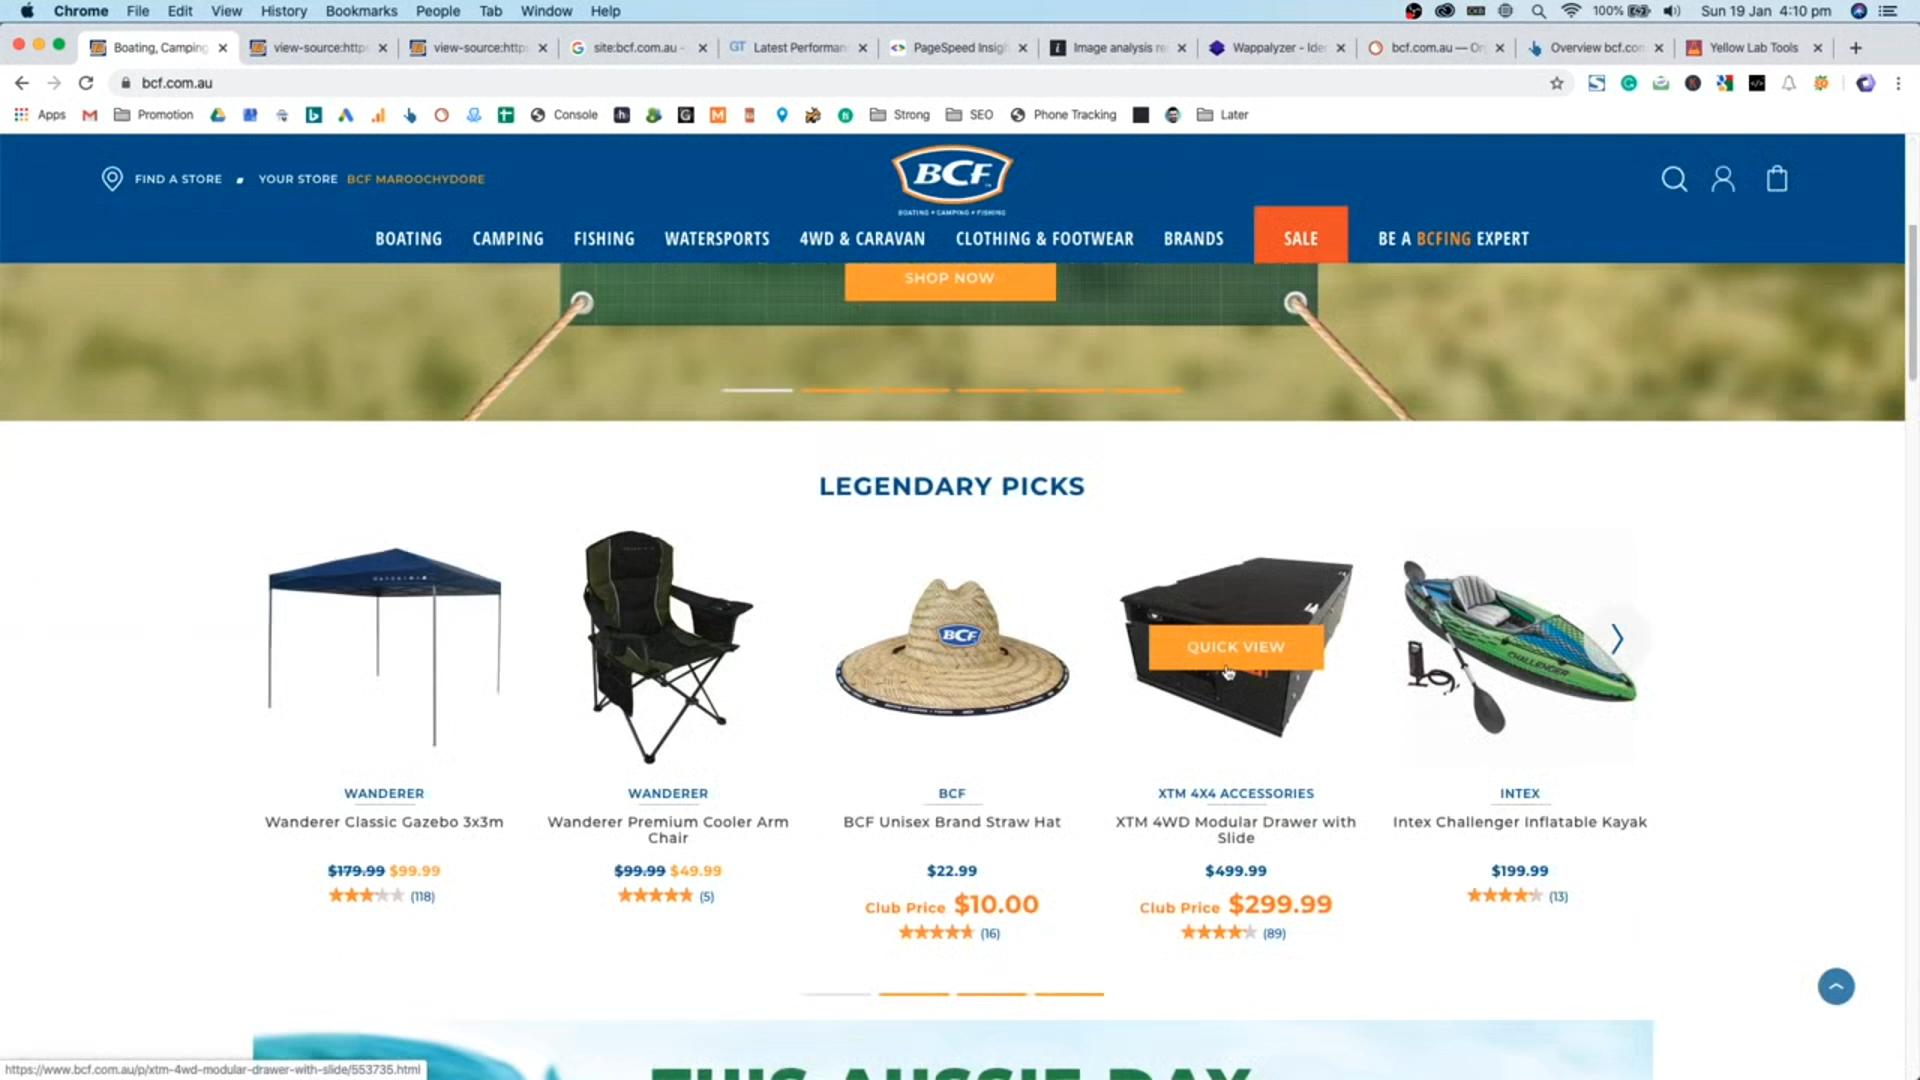 Chrome File Edit View History Bookmarks People Tab Window Help 100% Sun 19 Jan 4:10 pm
Boating, Camping view-source:http view-source:http site:bcf.com.au - GT Latest Performan PageSpeed Insig Image analysis re Wappalyzer - Ide bcf.com.au — Or Overview bcf.con Yellow Lab Tools
bcf.com.au
Apps Promotion Console Strong SEO Phone Tracking Later
FIND A STORE YOUR STORE BCF MAROOCHYDORE
BCF
BOATING • CAMPING • FISHING
BOATING CAMPING FISHING WATERSPORTS 4WD & CARAVAN CLOTHING & FOOTWEAR BRANDS SALE BE A BCFING EXPERT
SHOP NOW
LEGENDARY PICKS
BCF
QUICK VIEW
CHALLENGER
WANDERER WANDERER BCF XTM 4X4 ACCESSORIES INTEX
Wanderer Classic Gazebo 3x3m Wanderer Premium Cooler Arm Chair BCF Unisex Brand Straw Hat XTM 4WD Modular Drawer with Slide Intex Challenger Inflatable Kayak
$179.99 $99.99 $99.99 $49.99 $22.99 $499.99 $199.99
(118) (5) Club Price $10.00 Club Price $299.99 (13)
(16) (89)
THIS AUSSIE DAY
https://www.bcf.com.au/p/xtm-4wd-modular-drawer-with-slide/553735.html